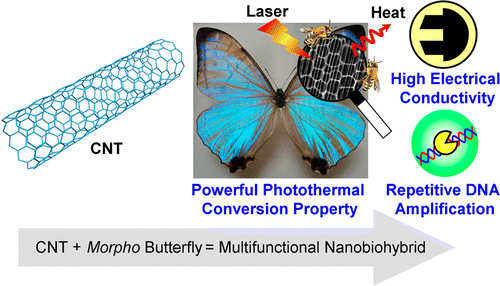 Laser
Heat
CNT
Powerful Photothermal
Conversion Property
High Electrical
Conductivity
Repetitive DNA
Amplification
CNT + Morpho Butterfly = Multifunctional Nanobiohybrid